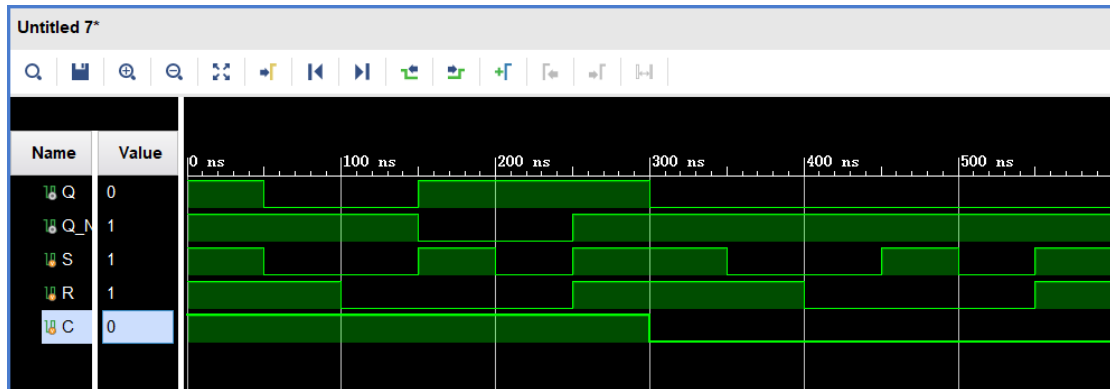 Untitled 7*
Name Value
0 ns 100 ns 200 ns 300 ns 400 ns 500 ns
Q 0
Q_N 1
S 1
R 1
C 0